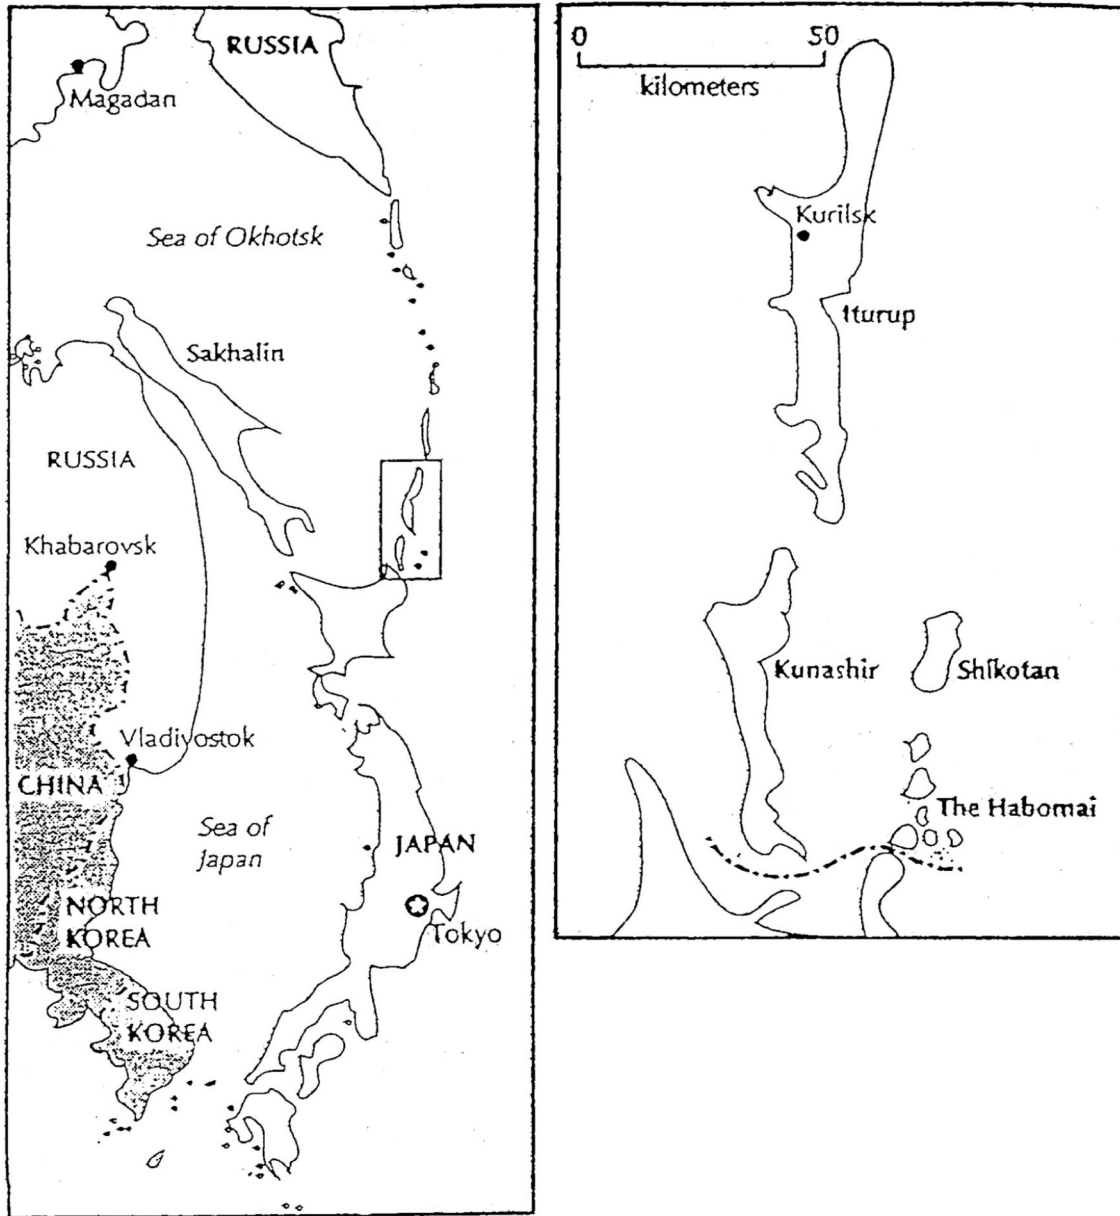 RUSSIA
Magadan
Sea of Okhotsk
Sakhalin
RUSSIA
Khabarovsk
Vladivostok
CHINA
Sea of
Japan
JAPAN
NORTH
KOREA
Tokyo
SOUTH
KOREA
0 50
kilometers
Kurilsk
Iturup
Kunashir
Shikotan
The Habomai